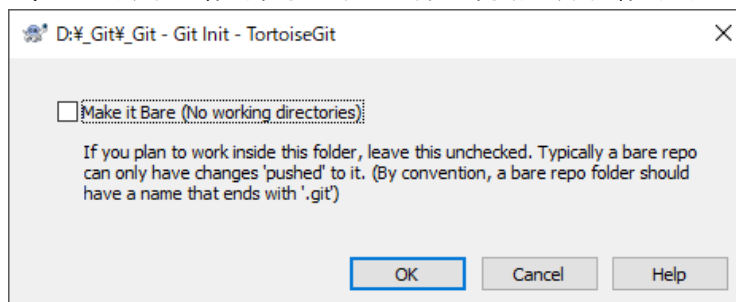 D:¥_Git¥_Git - Git Init - TortoiseGit
Make it Bare (No working directories)
If you plan to work inside this folder, leave this unchecked. Typically a bare repo
can only have changes 'pushed' to it. (By convention, a bare repo folder should
have a name that ends with '.git')
OK Cancel Help